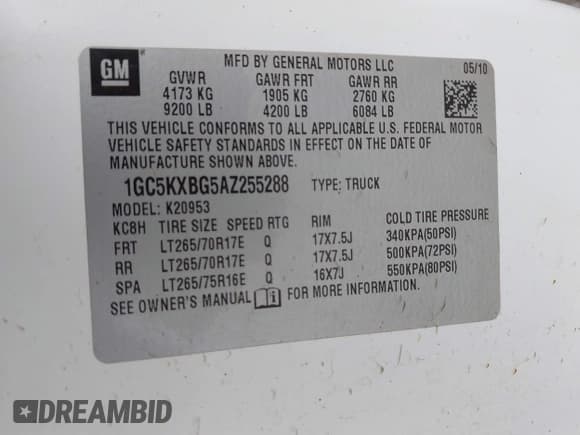 GM
MFD BY GENERAL MOTORS LLC 05/10
GVWR GAWR FRT GAWR RR
4173 KG 1905 KG 2760 KG
9200 LB 4200 LB 6084 LB
THIS VEHICLE CONFORMS TO ALL APPLICABLE U.S. FEDERAL MOTOR
VEHICLE SAFETY STANDARDS IN EFFECT ON THE DATE OF
MANUFACTURE SHOWN ABOVE.
1GC5KXBG5AZ255288 TYPE: TRUCK
MODEL: K20953
KC8H TIRE SIZE SPEED RTG RIM COLD TIRE PRESSURE
FRT LT265/70R17E Q 17X7.5J 340KPA(50PSI)
RR LT265/70R17E Q 17X7.5J 500KPA(72PSI)
SPA LT265/75R16E Q 16X7J 550KPA(80PSI)
SEE OWNER'S MANUAL FOR MORE INFORMATION.
DREAMBID